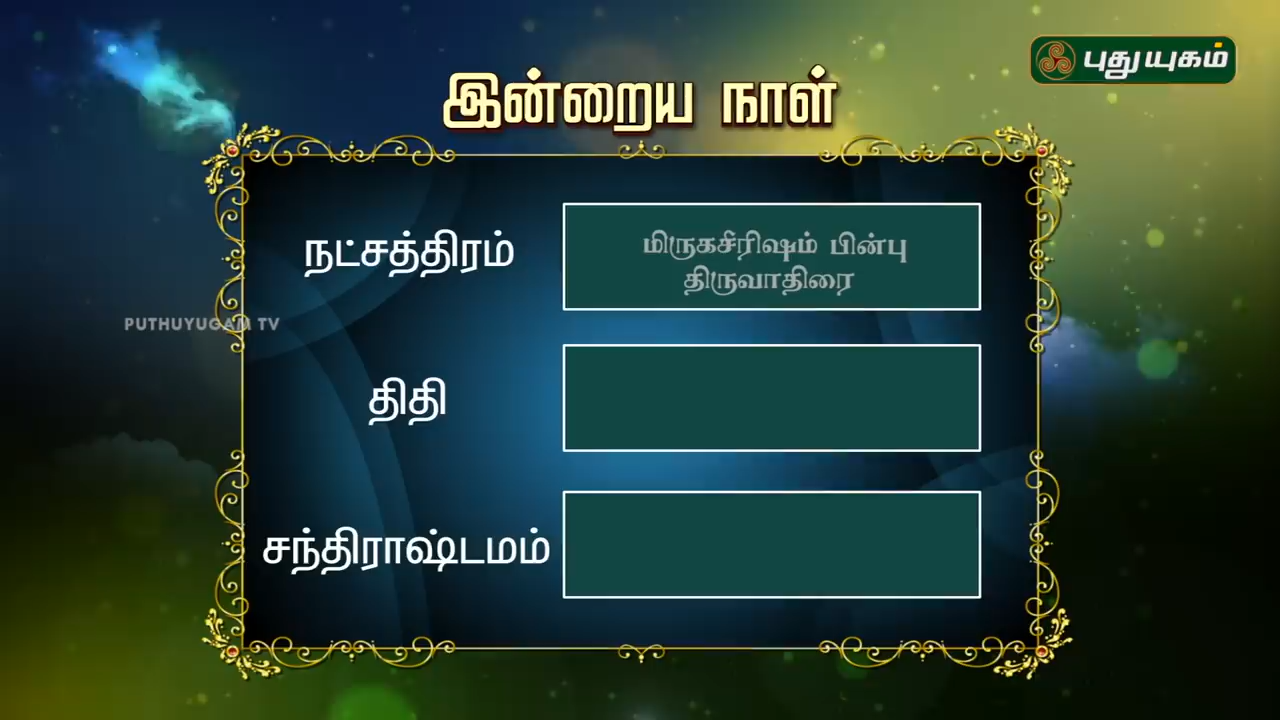 புதுயுகம்
இன்றைய நாள்
நட்சத்திரம்
மிருகசீரிஷம் பின்பு
திருவாதிரை
PUTHUYUGAM TV
திதி
சந்திராஷ்டமம்